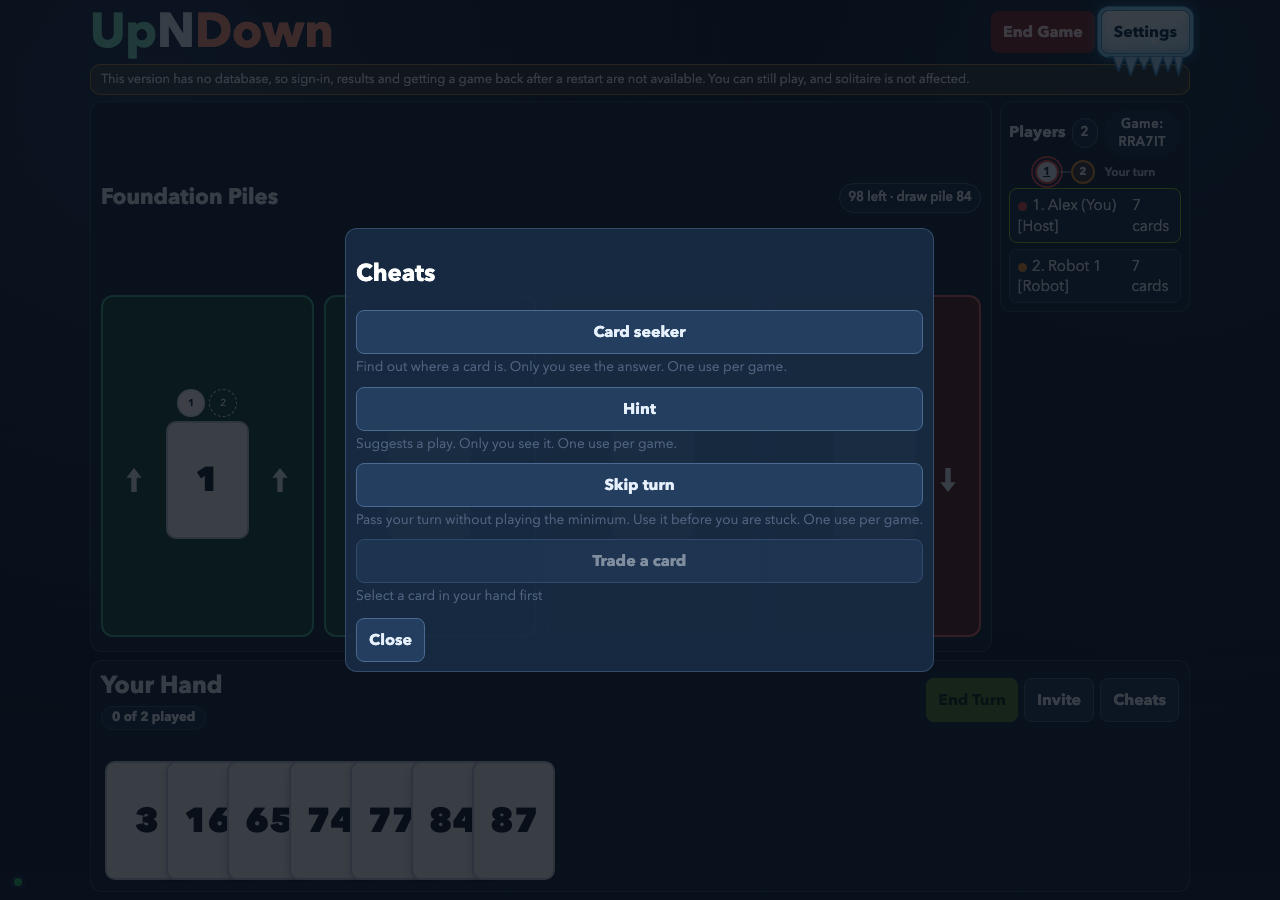 UpNDown
End Game
Settings
This version has no database, so sign-in, results and getting a game back after a restart are not available. You can still play, and solitaire is not affected.
Foundation Piles
98 left · draw pile 84
Players 2
Game:
RRA7IT
1 2 Your turn
1. Alex (You)
[Host]
7
cards
2. Robot 1
[Robot]
7
cards
1 2
1
Cheats
Card seeker
Find out where a card is. Only you see the answer. One use per game.
Hint
Suggests a play. Only you see it. One use per game.
Skip turn
Pass your turn without playing the minimum. Use it before you are stuck. One use per game.
Trade a card
Select a card in your hand first
Close
Your Hand
0 of 2 played
End Turn
Invite
Cheats
3 16 65 74 77 84 87